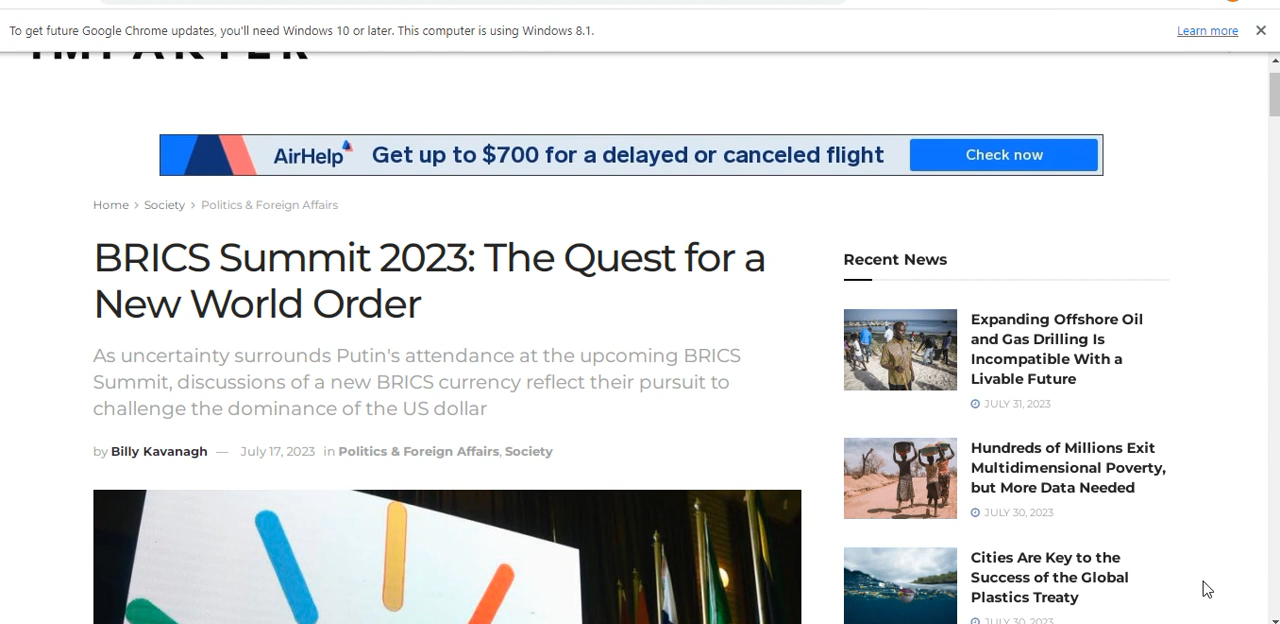 To get future Google Chrome updates, you'll need Windows 10 or later. This computer is using Windows 8.1.
Learn more
AirHelp
Get up to $700 for a delayed or canceled flight
Check now
Home > Society > Politics & Foreign Affairs
BRICS Summit 2023: The Quest for a
New World Order
As uncertainty surrounds Putin's attendance at the upcoming BRICS
Summit, discussions of a new BRICS currency reflect their pursuit to
challenge the dominance of the US dollar
by Billy Kavanagh — July 17, 2023 in Politics & Foreign Affairs, Society
Recent News
Expanding Offshore Oil
and Gas Drilling Is
Incompatible With a
Livable Future
JULY 31, 2023
Hundreds of Millions Exit
Multidimensional Poverty,
but More Data Needed
JULY 30, 2023
Cities Are Key to the
Success of the Global
Plastics Treaty
JULY 30, 2023